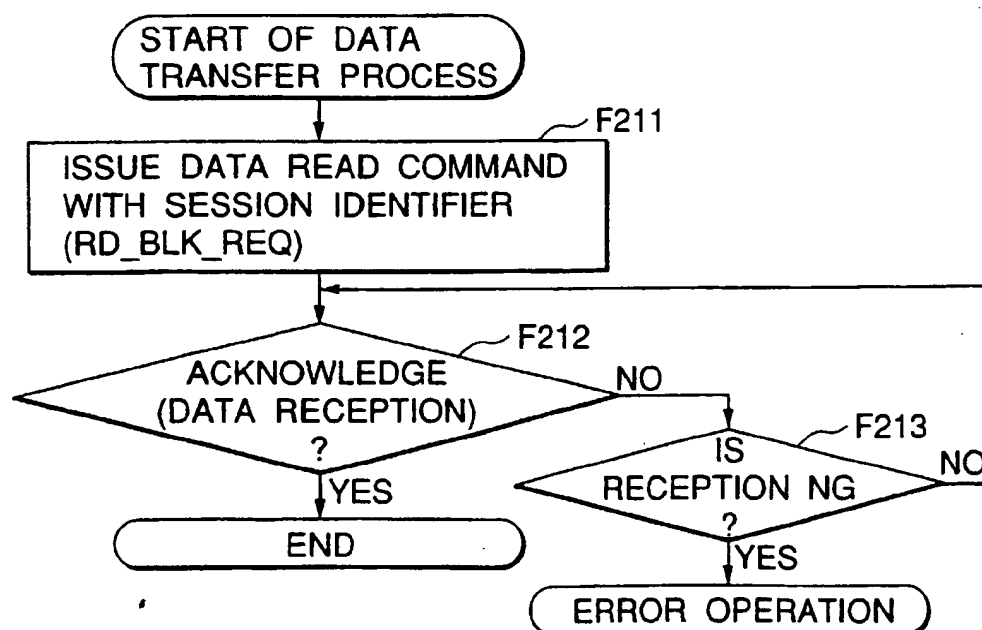 START OF DATA
TRANSFER PROCESS
F211
ISSUE DATA READ COMMAND
WITH SESSION IDENTIFIER
(RD_BLK_REQ)
F212
ACKNOWLEDGE
(DATA RECEPTION)
?
NO
YES
END
F213
IS
RECEPTION NG
?
NO
YES
ERROR OPERATION